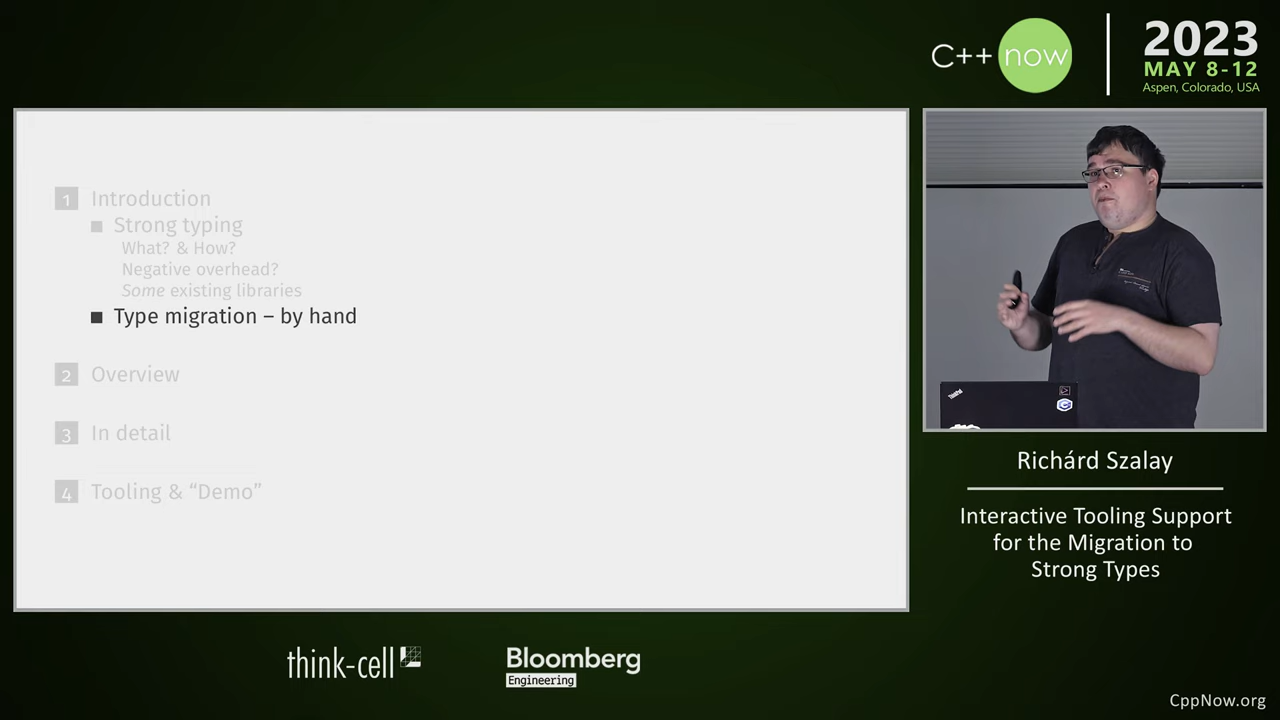 C++ now
2023
MAY 8-12
Aspen, Colorado, USA
1 Introduction
Strong typing
What? & How?
Negative overhead?
Some existing libraries
Type migration – by hand
2 Overview
3 In detail
4 Tooling & “Demo”
ThinkPad
Richárd Szalay
Interactive Tooling Support
for the Migration to
Strong Types
think-cell
Bloomberg
Engineering
CppNow.org